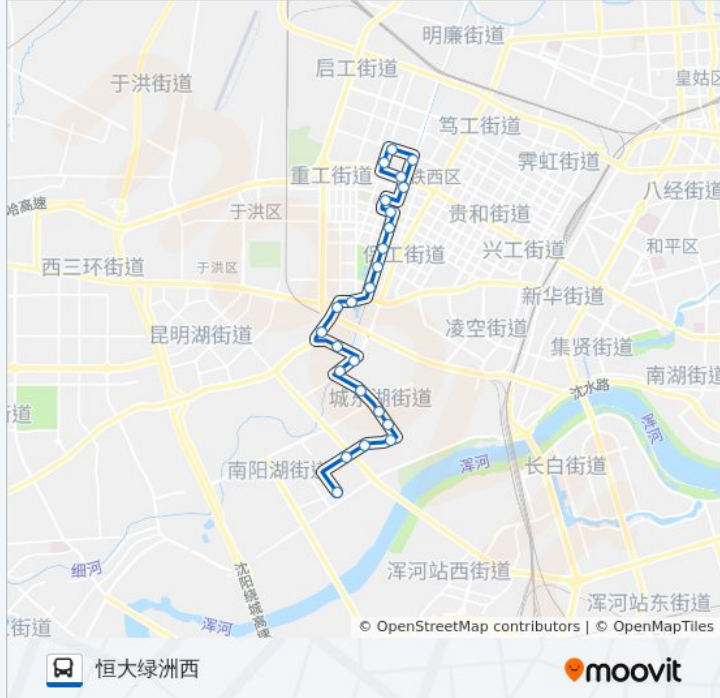 明廉街道
启工街道
皇姑区
于洪街道
笃工街道
霁虹街道
重工街道
铁西区
八经街道
哈高速
于洪区
贵和街道
和平区
保工街道
兴工街道
西三环街道
于洪区
新华街道
昆明湖街道
凌空街道
集贤街道
南湖街道
沈水路
城东湖街道
街道
浑河
南阳湖街道
浑河
长白街道
细河
沈阳绕城高速
浑河站西街道
浑河站东街道
浑河
街道
© OpenStreetMap contributors | © OpenMapTiles
恒大绿洲西
moovit